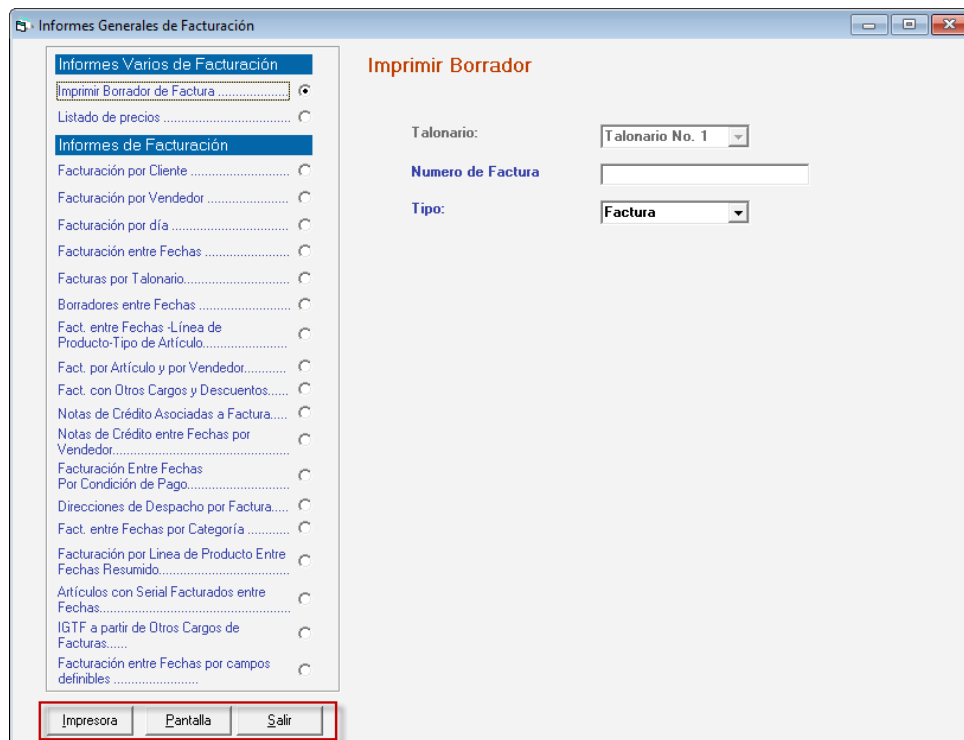 Informes Generales de Facturación
Informes Varios de Facturación
Imprimir Borrador de Factura ....................
Listado de precios ....................................
Informes de Facturación
Facturación por Cliente ............................
Facturación por Vendedor .......................
Facturación por día .................................
Facturación entre Fechas ........................
Facturas por Talonario..............................
Borradores entre Fechas ..........................
Fact. entre Fechas -Línea de
Producto-Tipo de Artículo........................
Fact. por Artículo y por Vendedor............
Fact. con Otros Cargos y Descuentos......
Notas de Crédito Asociadas a Factura.....
Notas de Crédito entre Fechas por
Vendedor..................................................
Facturación Entre Fechas
Por Condición de Pago.............................
Direcciones de Despacho por Factura.....
Fact. entre Fechas por Categoría ............
Facturación por Linea de Producto Entre
Fechas Resumido.....................................
Artículos con Serial Facturados entre
Fechas......................................................
IGTF a partir de Otros Cargos de
Facturas......
Facturación entre Fechas por campos
definibles ........................
Impresora Pantalla Salir
Imprimir Borrador
Talonario: Talonario No. 1
Numero de Factura
Tipo: Factura